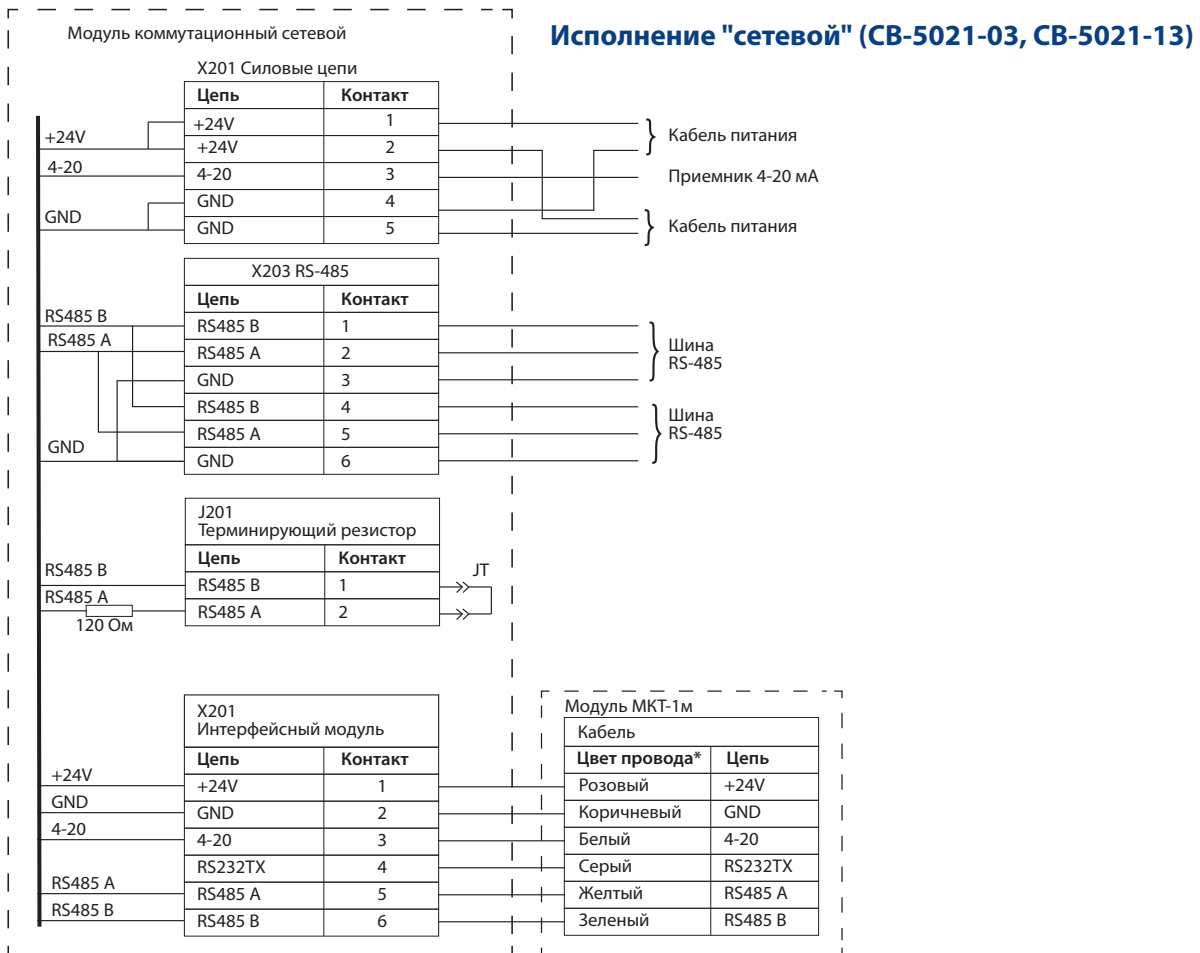 Модуль коммутационный сетевой
Исполнение "сетевой" (СВ-5021-03, СВ-5021-13)
X201 Силовые цепи
Цепь Контакт
+24V 1
+24V 2
4-20 3
GND 4
GND 5
+24V
4-20
GND
Кабель питания
Приемник 4-20 мА
Кабель питания
X203 RS-485
Цепь Контакт
RS485 B 1
RS485 A 2
GND 3
RS485 B 4
RS485 A 5
GND 6
RS485 B
RS485 A
GND
Шина
RS-485
Шина
RS-485
J201
Терминирующий резистор
Цепь Контакт
RS485 B 1
RS485 A 2
RS485 B
RS485 A
120 Ом
JT
X201
Интерфейсный модуль
Цепь Контакт
+24V 1
GND 2
4-20 3
RS232TX 4
RS485 A 5
RS485 B 6
+24V
GND
4-20
RS485 A
RS485 B
Модуль МКТ-1м
Кабель
Цвет провода* Цепь
Розовый +24V
Коричневый GND
Белый 4-20
Серый RS232TX
Желтый RS485 A
Зеленый RS485 B